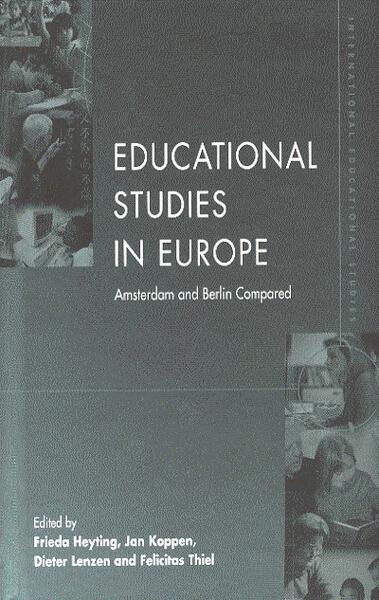 INTERNATIONAL EDUCATIONAL STUDIES
EDUCATIONAL
STUDIES
IN EUROPE
Amsterdam and Berlin Compared
Edited by
Frieda Heyting, Jan Koppen,
Dieter Lenzen and Felicitas Thiel